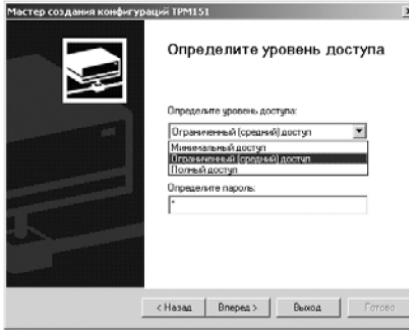 Мастер создания конфигураций ТРМ151
Определите уровень доступа
Определите уровень доступа:
Ограниченный (средний) доступ
Минимальный доступ
Ограниченный (средний) доступ
Полный доступ
Определите пароль:
*
< Назад
Вперед >
Выход
Готово